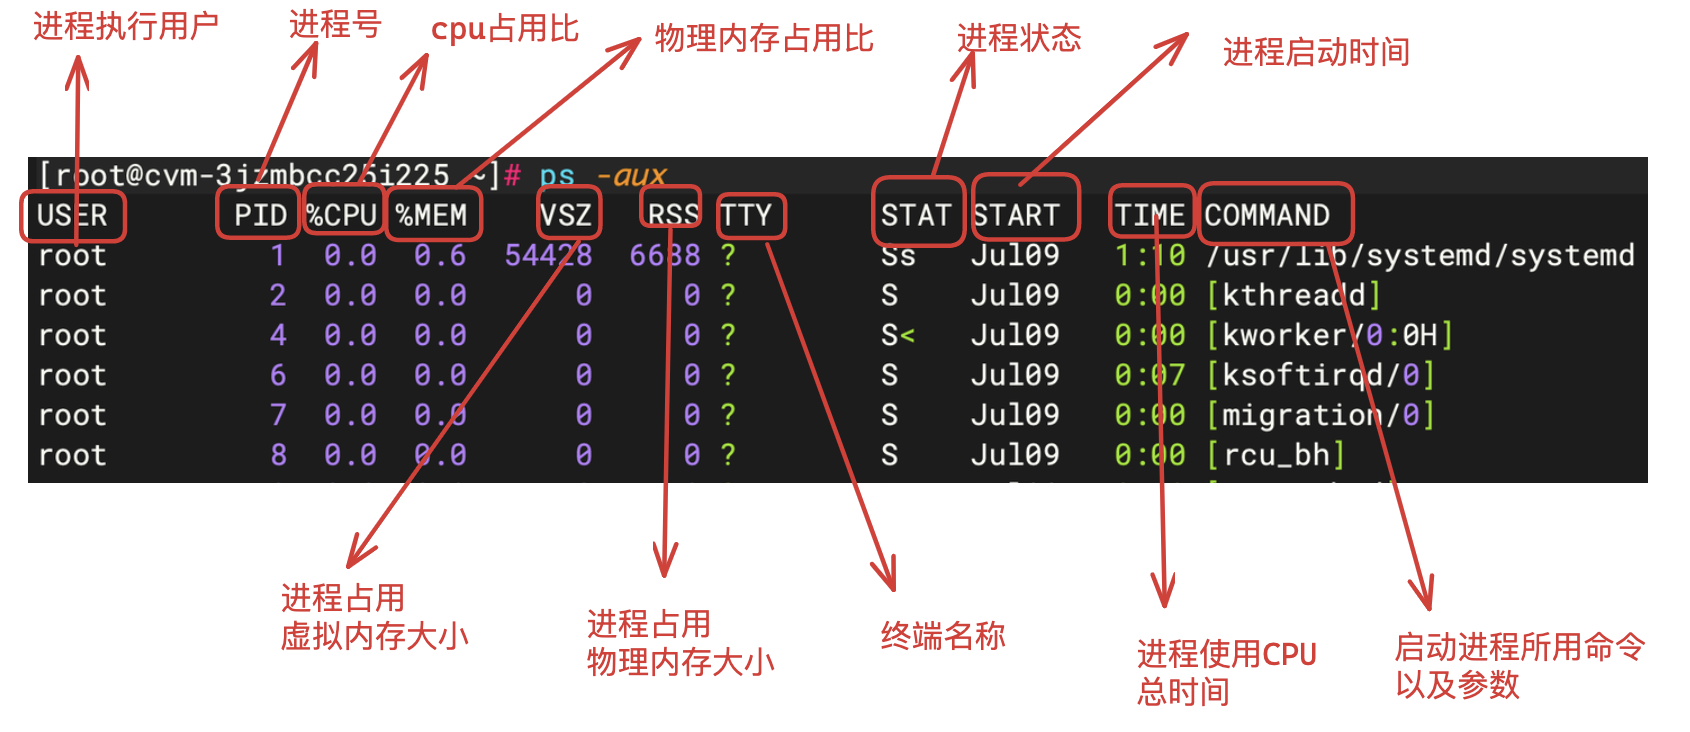 进程执行用户
进程号
cpu占用比
物理内存占用比
进程状态
进程启动时间
[root@cvm-3jzmbcc25i225 ~]# ps -aux
USER PID %CPU %MEM VSZ RSS TTY STAT START TIME COMMAND
root 1 0.0 0.6 54428 6688 ? Ss Jul09 1:10 /usr/lib/systemd/systemd
root 2 0.0 0.0 0 0 ? S Jul09 0:00 [kthreadd]
root 4 0.0 0.0 0 0 ? S< Jul09 0:00 [kworker/0:0H]
root 6 0.0 0.0 0 0 ? S Jul09 0:07 [ksoftirqd/0]
root 7 0.0 0.0 0 0 ? S Jul09 0:00 [migration/0]
root 8 0.0 0.0 0 0 ? S Jul09 0:00 [rcu_bh]
进程占用
虚拟内存大小
进程占用
物理内存大小
终端名称
进程使用CPU
总时间
启动进程所用命令
以及参数